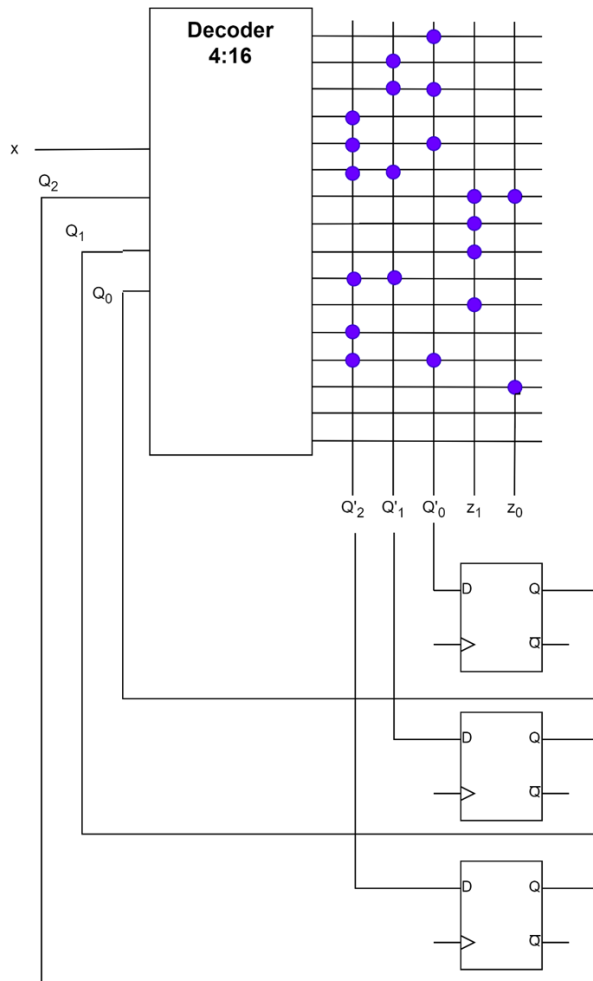 Decoder
4:16
x
Q₂
Q₁
Q₀
Q'₂ Q'₁ Q'₀ z₁ z₀
D Q
Q̅
D Q
Q̅
D Q
Q̅